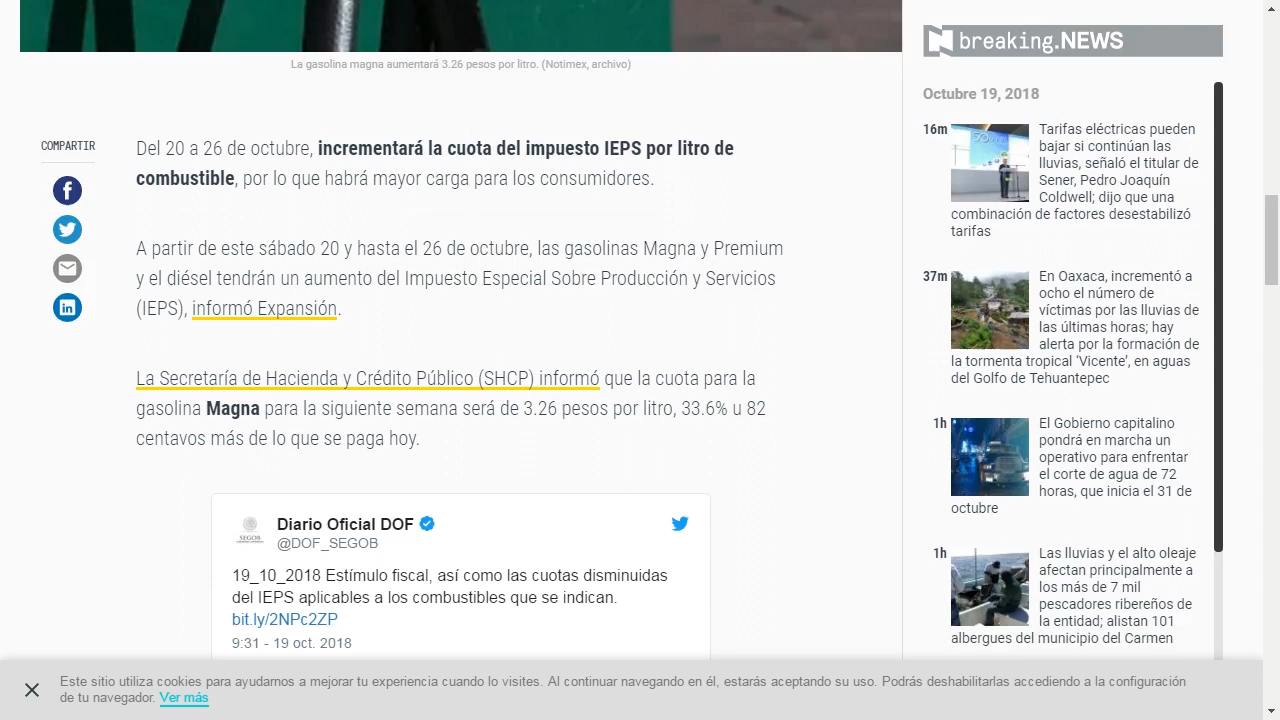 La gasolina magna aumentará 3.26 pesos por litro. (Notimex, archivo)
COMPARTIR
Del 20 a 26 de octubre, incrementará la cuota del impuesto IEPS por litro de
combustible, por lo que habrá mayor carga para los consumidores.
A partir de este sábado 20 y hasta el 26 de octubre, las gasolinas Magna y Premium
y el diésel tendrán un aumento del Impuesto Especial Sobre Producción y Servicios
(IEPS), informó Expansión.
La Secretaría de Hacienda y Crédito Público (SHCP) informó que la cuota para la
gasolina Magna para la siguiente semana será de 3.26 pesos por litro, 33.6% u 82
centavos más de lo que se paga hoy.
SEGOB
Diario Oficial DOF
@DOF_SEGOB
19_10_2018 Estímulo fiscal, así como las cuotas disminuidas
del IEPS aplicables a los combustibles que se indican.
bit.ly/2NPc2ZP
9:31 - 19 oct. 2018
breaking.NEWS
Octubre 19, 2018
16m
Tarifas eléctricas pueden
bajar si continúan las
lluvias, señaló el titular de
Sener, Pedro Joaquín
Coldwell; dijo que una
combinación de factores desestabilizó
tarifas
37m
En Oaxaca, incrementó a
ocho el número de
víctimas por las lluvias de
las últimas horas; hay
alerta por la formación de
la tormenta tropical ‘Vicente’, en aguas
del Golfo de Tehuantepec
1h
El Gobierno capitalino
pondrá en marcha un
operativo para enfrentar
el corte de agua de 72
horas, que inicia el 31 de
octubre
1h
Las lluvias y el alto oleaje
afectan principalmente a
los más de 7 mil
pescadores ribereños de
la entidad; alistan 101
albergues del municipio del Carmen
Este sitio utiliza cookies para ayudarnos a mejorar tu experiencia cuando lo visites. Al continuar navegando en él, estarás aceptando su uso. Podrás deshabilitarlas accediendo a la configuración
de tu navegador. Ver más